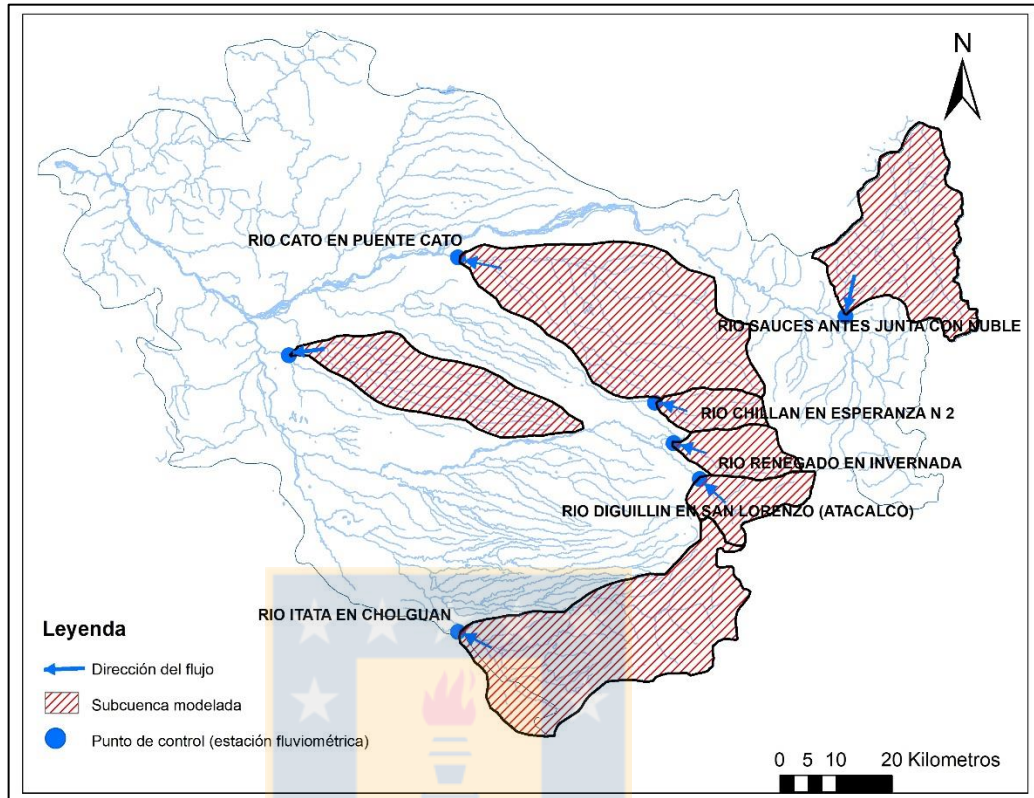 N
RIO CATO EN PUENTE CATO
RIO SAUCES ANTES JUNTA CON ÑUBLE
RIO CHILLAN EN ESPERANZA N 2
RIO RENEGADO EN INVERNADA
RIO DIGUILLIN EN SAN LORENZO (ATACALCO)
RIO ITATA EN CHOLGUAN
Leyenda
Dirección del flujo
Subcuenca modelada
Punto de control (estación fluviométrica)
0 5 10 20 Kilometros